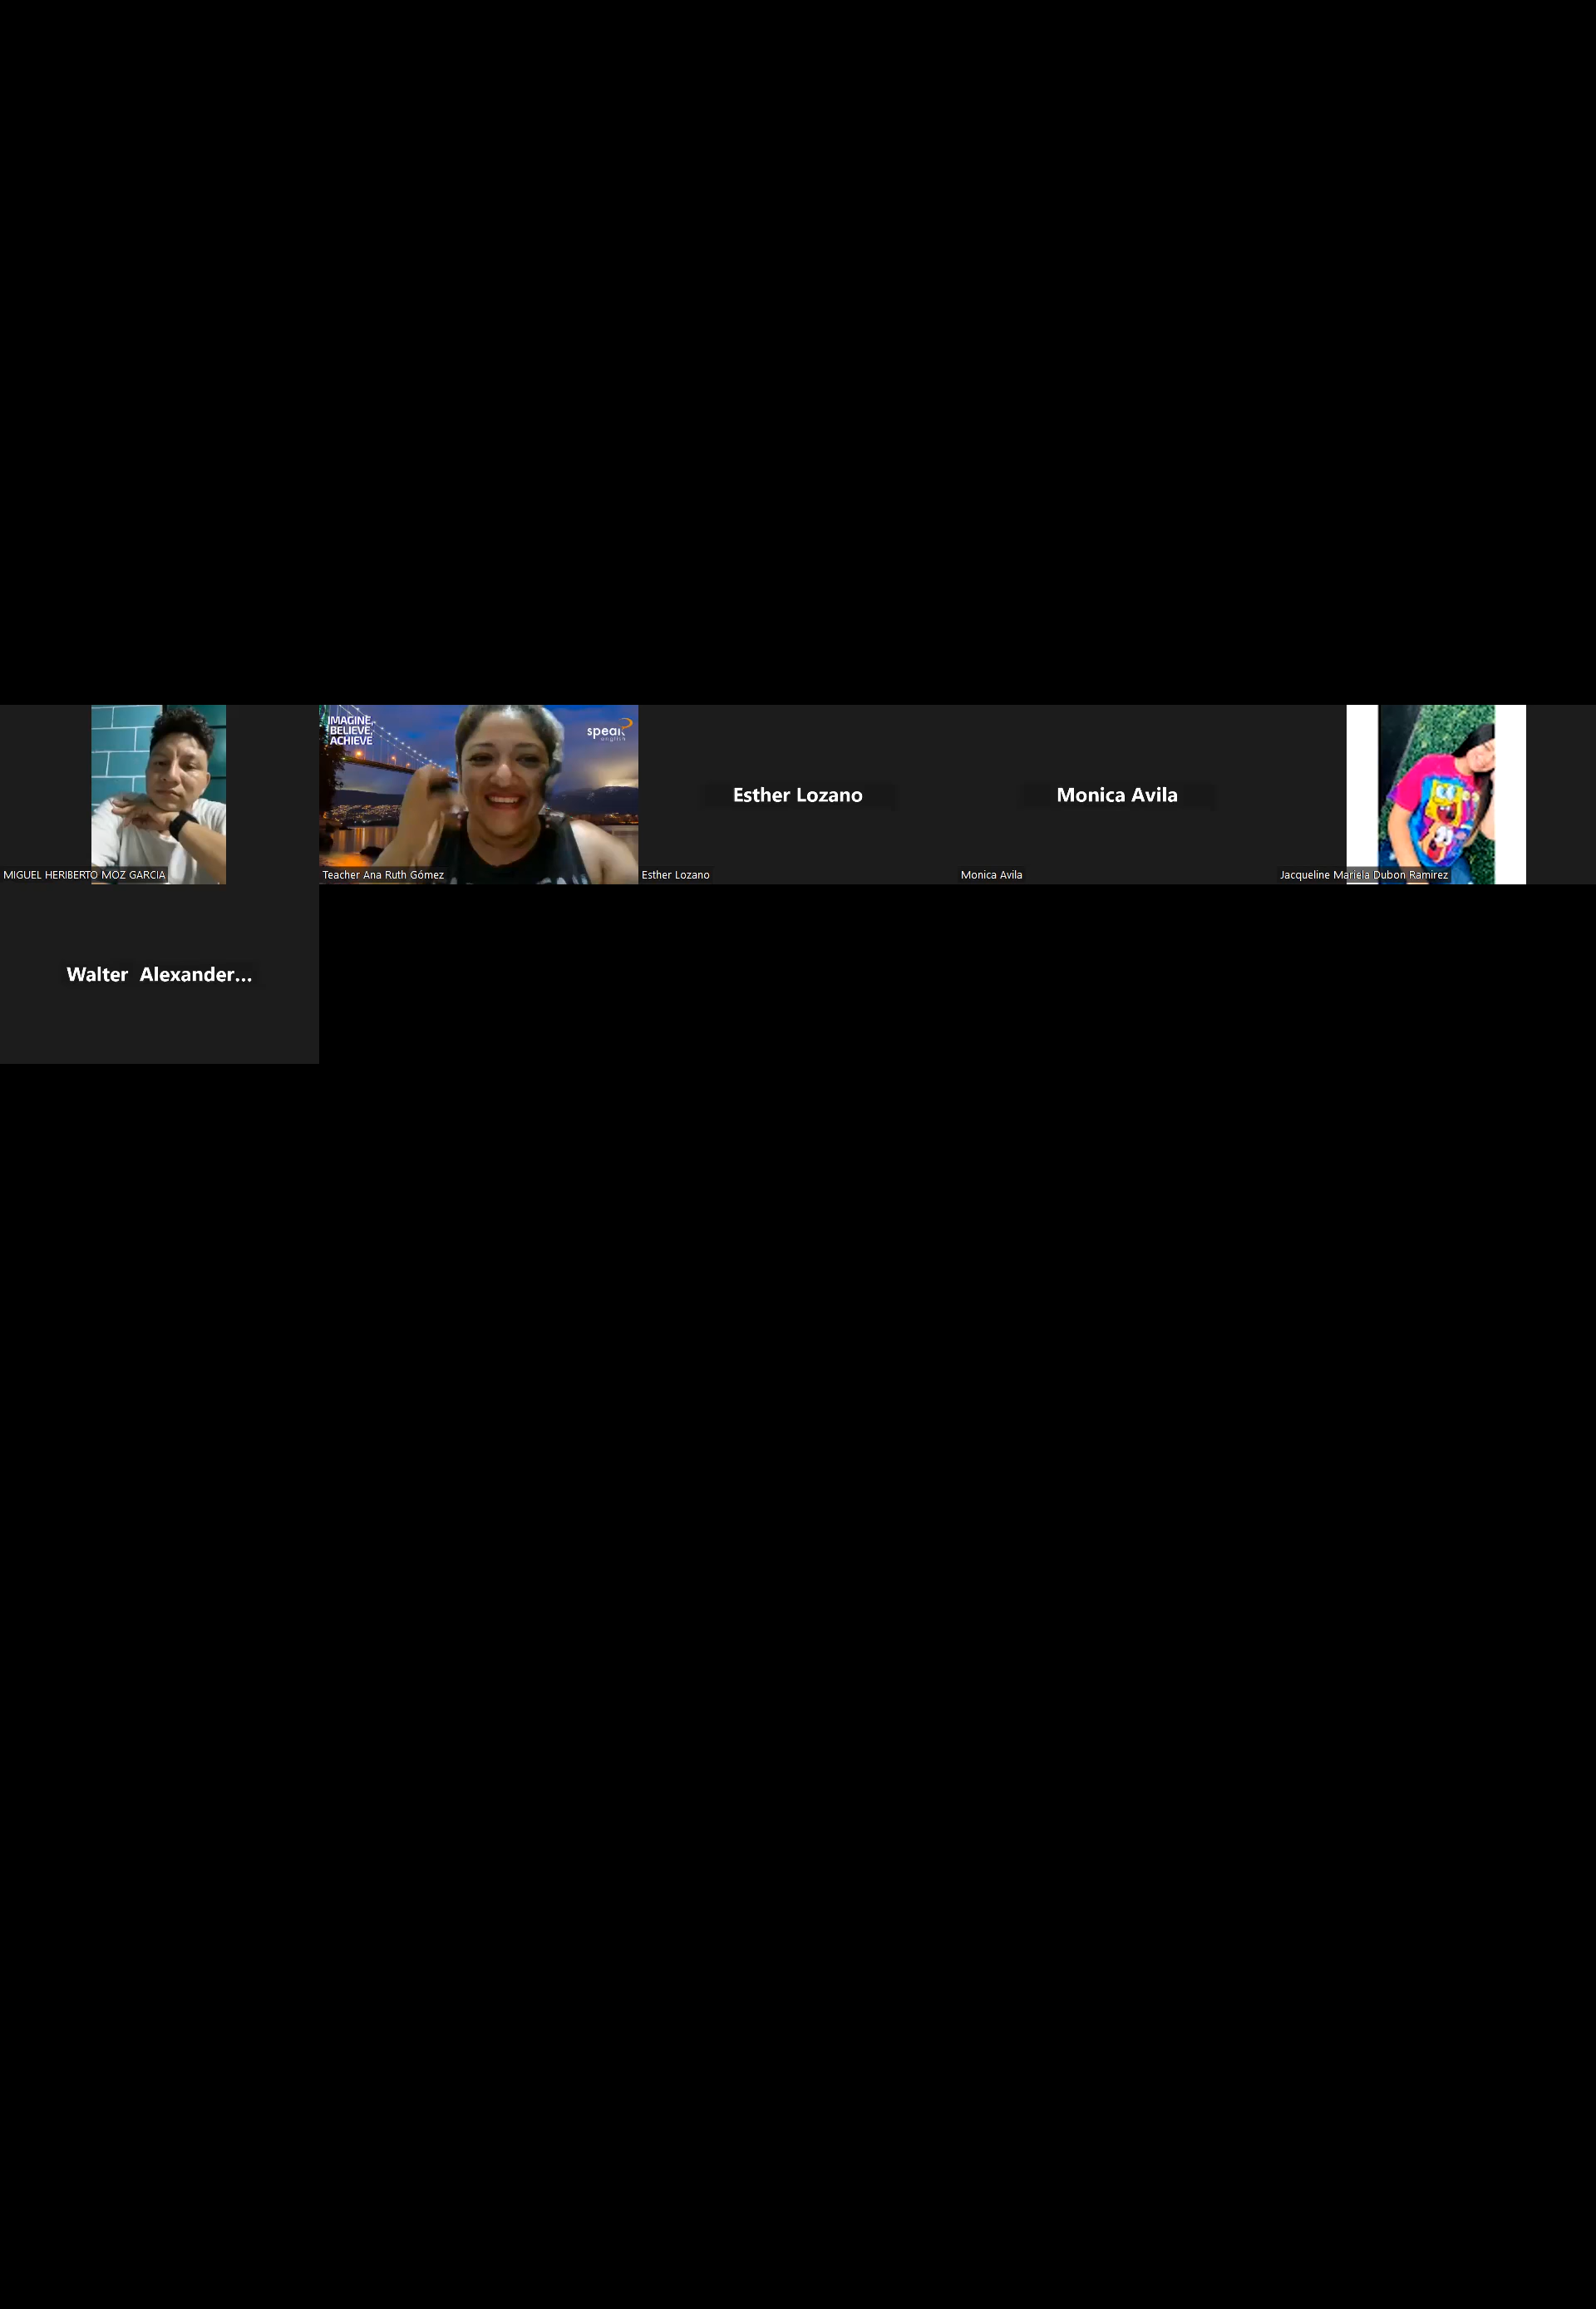 IMAGINE,
BELIEVE,
ACHIEVE
speak
english
Esther Lozano
Monica Avila
MIGUEL HERIBERTO MOZ GARCIA
Teacher Ana Ruth Gómez
Esther Lozano
Monica Avila
Jacqueline Mariela Dubon Ramirez
Walter Alexander...